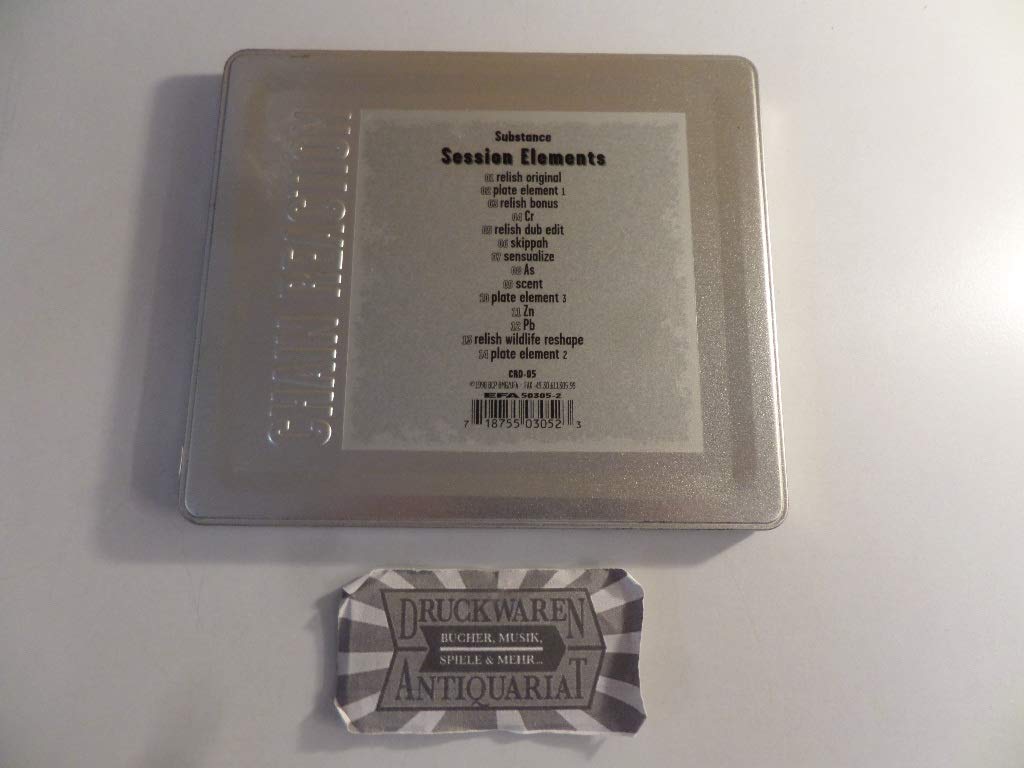 CHAIN REACTION
Substance
Session Elements
01 relish original
02 plate element 1
03 relish bonus
04 Cr
05 relish dub edit
06 skippah
07 sensualize
08 As
09 scent
10 plate element 3
11 Zn
12 Pb
13 relish wildlife reshape
14 plate element 2
CRD-05
EFA 50305-2
7 18755 03052 3
DRUCKWAREN
BÜCHER, MUSIK,
SPIELE & MEHR...
ANTIQUARIAT